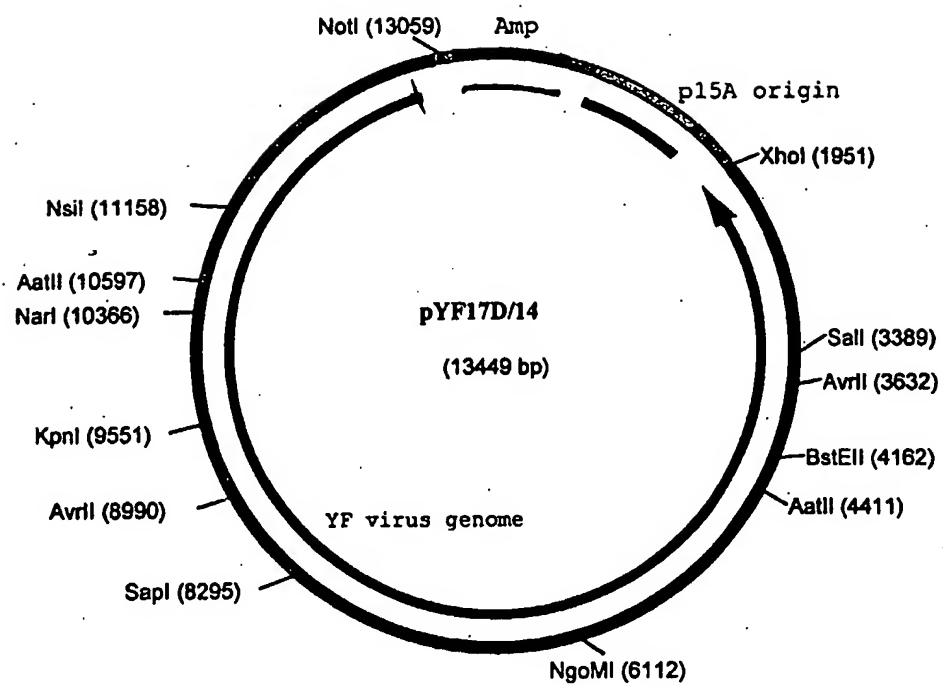 NotI (13059)
Amp
p15A origin
XhoI (1951)
NsiI (11158)
AatII (10597)
NarI (10366)
pYF17D/14
(13449 bp)
SalI (3389)
AvrII (3632)
KpnI (9551)
BstEII (4162)
AvrII (8990)
AatII (4411)
YF virus genome
SapI (8295)
NgoMI (6112)